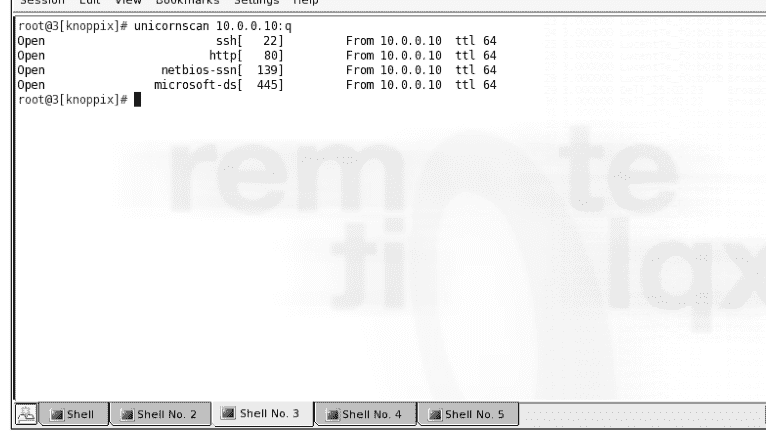 Session Edit View Bookmarks Settings Help
root@3[knoppix]# unicornscan 10.0.0.10:q
Open ssh[ 22] From 10.0.0.10 ttl 64
Open http[ 80] From 10.0.0.10 ttl 64
Open netbios-ssn[ 139] From 10.0.0.10 ttl 64
Open microsoft-ds[ 445] From 10.0.0.10 ttl 64
root@3[knoppix]#
remote
Shell
Shell No. 2
Shell No. 3
Shell No. 4
Shell No. 5